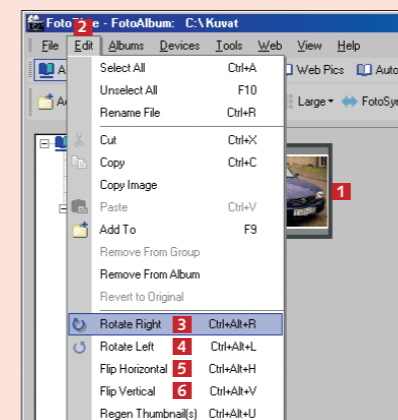 Foto - FotoAlbum: C:\Kuvat
2
File Edit Albums Devices Tools Web View Help
Select All Ctrl+A
Web Pics Auto
Unselect All F10
Large FotoSyn
Rename File Ctrl+R
Cut Ctrl+X
Copy Ctrl+C
Copy Image
1
Paste Ctrl+V
Add To F9
Remove From Group
Remove From Album
Revert to Original
Rotate Right 3 Ctrl+Alt+R
Rotate Left 4 Ctrl+Alt+L
Flip Horizontal 5 Ctrl+Alt+H
Flip Vertical 6 Ctrl+Alt+V
Regen Thumbnail(s) Ctrl+Alt+U